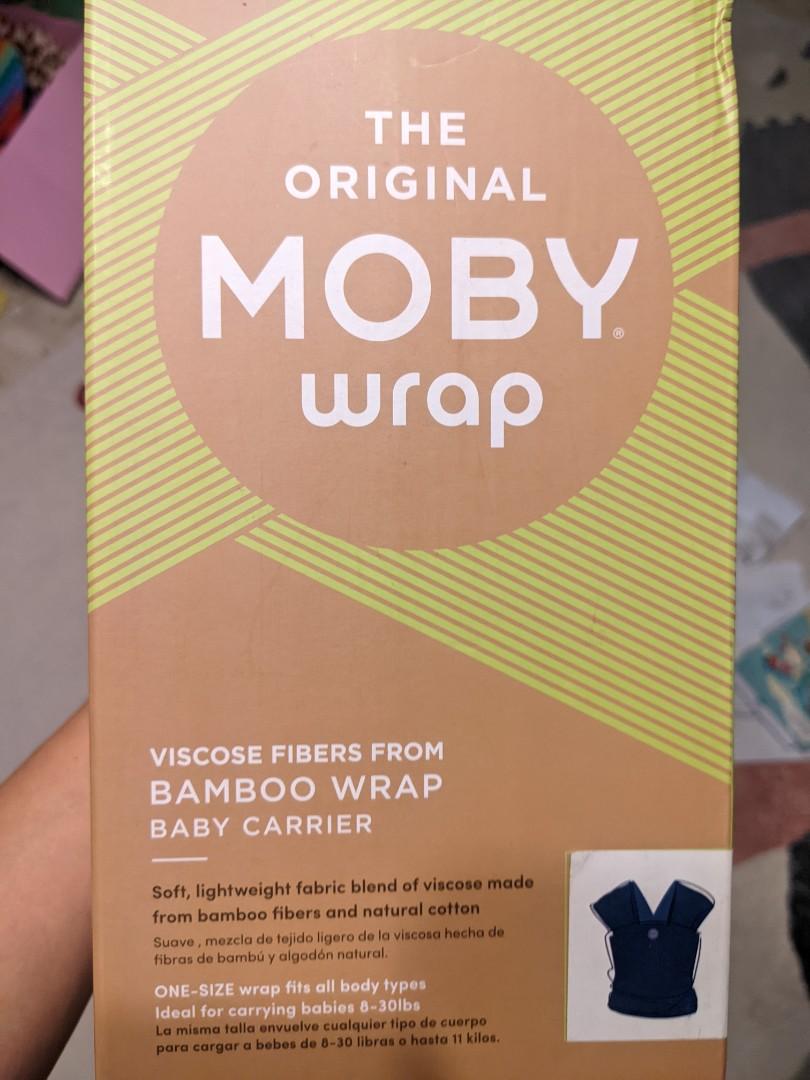 THE
ORIGINAL
MOBY®
wrap
VISCOSE FIBERS FROM
BAMBOO WRAP
BABY CARRIER
Soft, lightweight fabric blend of viscose made
from bamboo fibers and natural cotton
Suave , mezcla de tejido ligero de la viscosa hecha de
fibras de bambú y algodón natural.
ONE-SIZE wrap fits all body types
Ideal for carrying babies 8-30lbs
La misma talla envuelve cualquier tipo de cuerpo
para cargar a bebes de 8-30 libras o hasta 11 kilos.